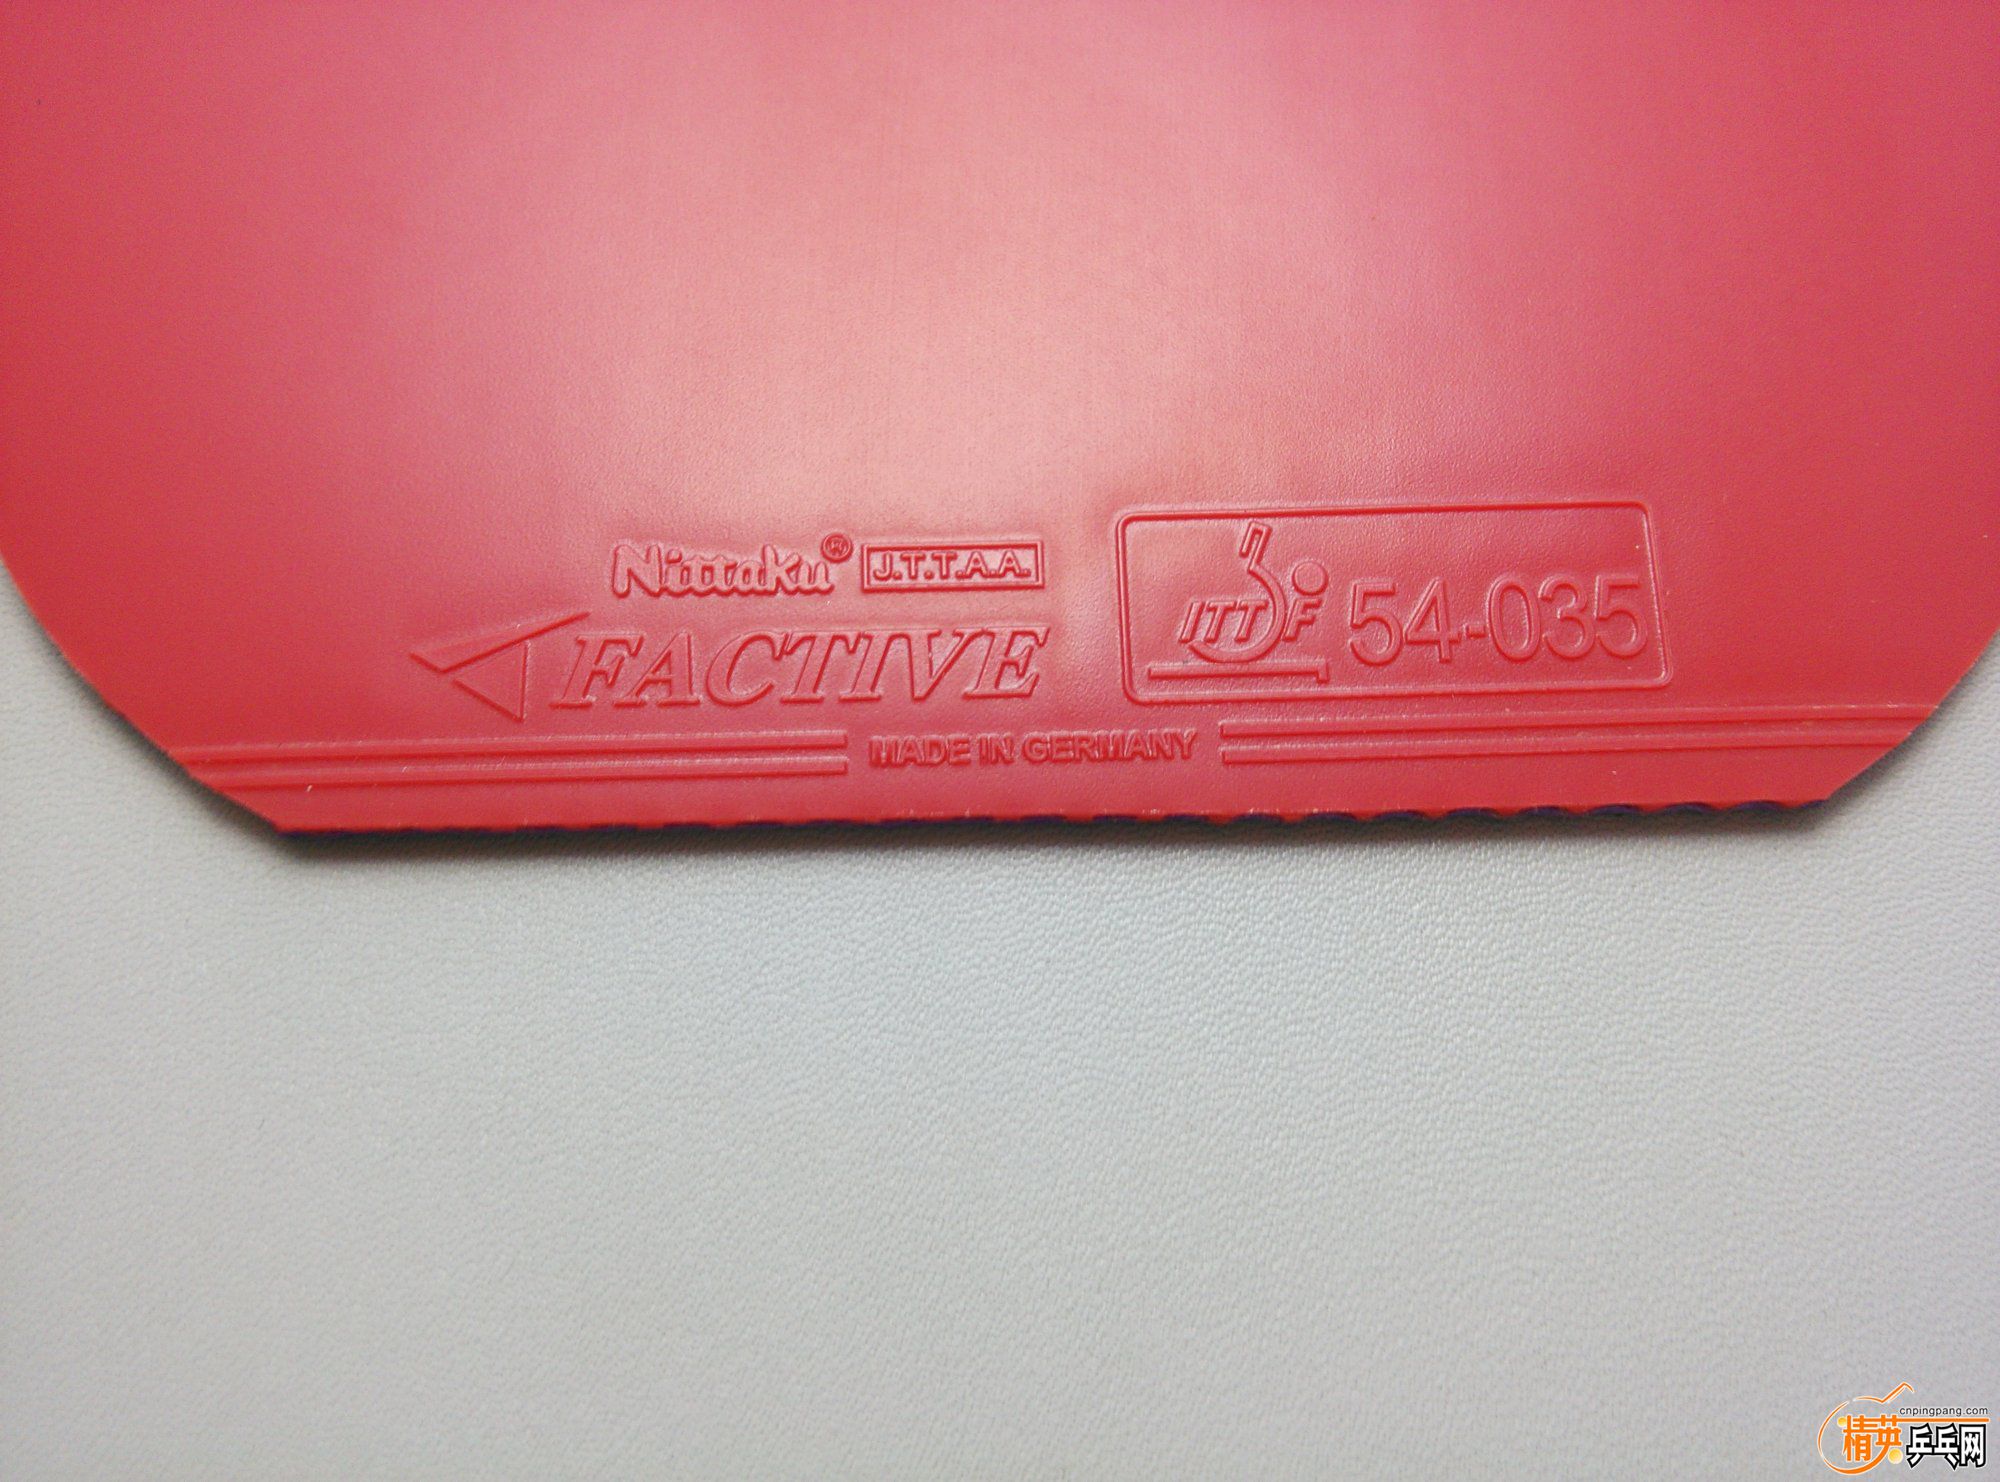 Nittaku® J.T.T.A.A.
FACTIVE
ITTF 54-035
MADE IN GERMANY
cnpingpang.com
精英乒乓网